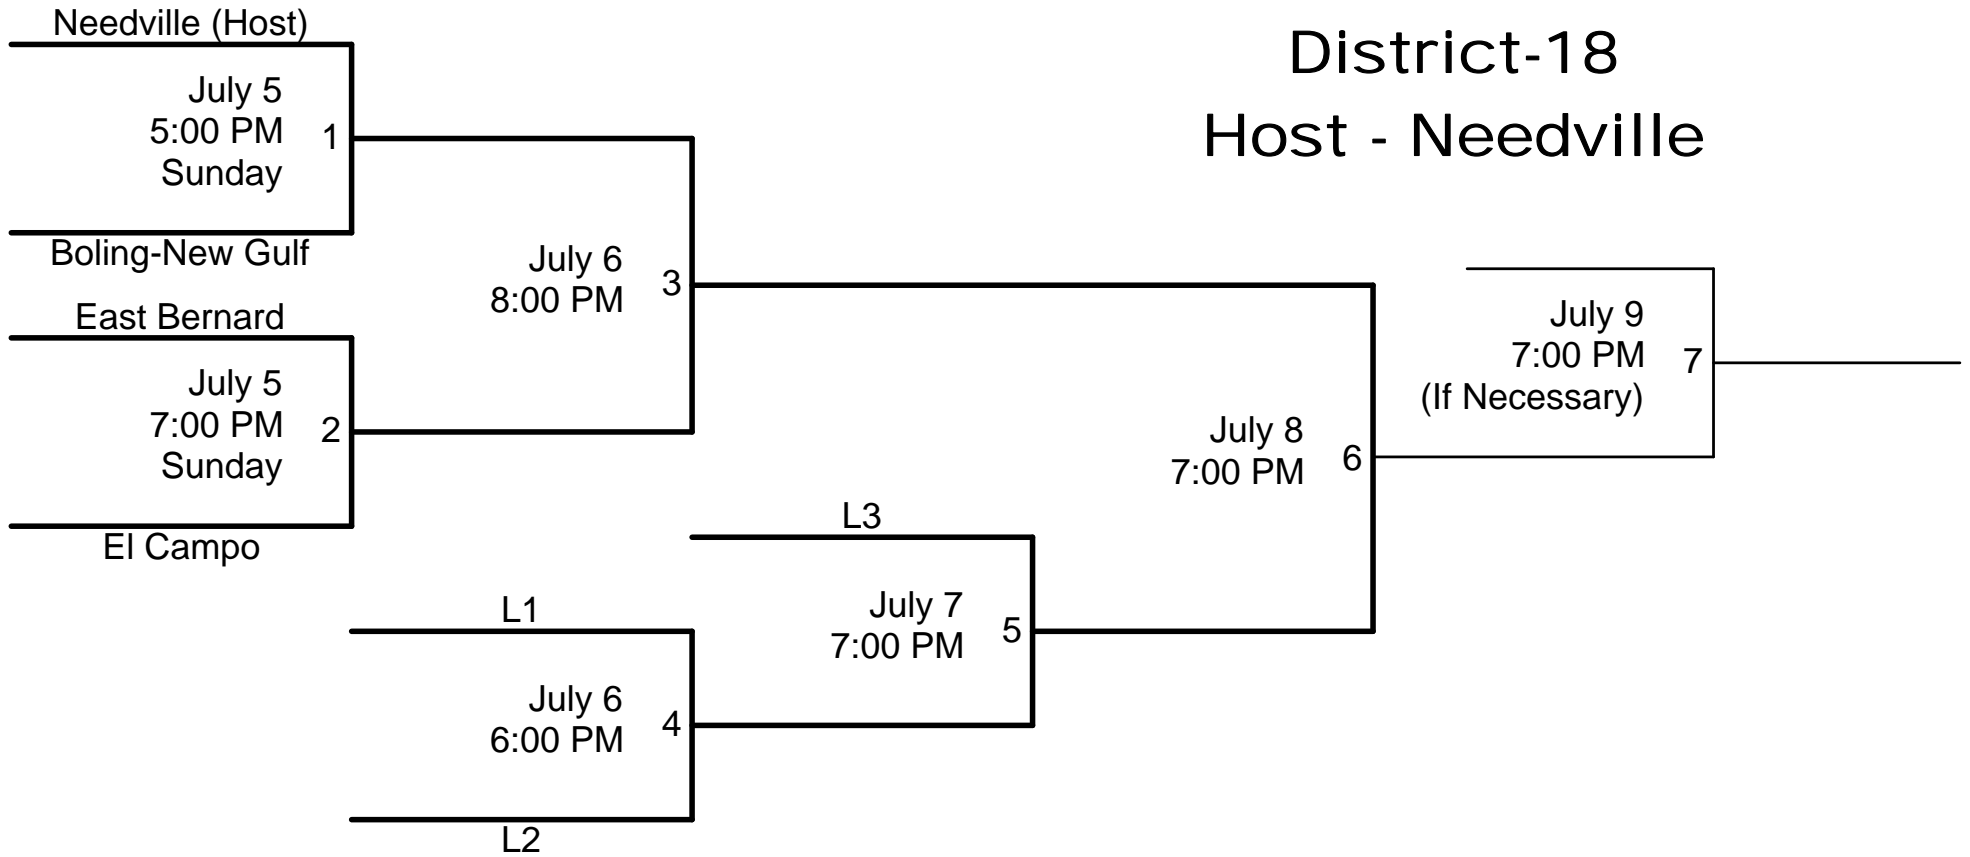 Needville (Host)
District-18
Host - Needville
July 5
5:00 PM
Sunday
1
Boling-New Gulf
July 6
8:00 PM
3
East Bernard
July 5
7:00 PM
Sunday
2
El Campo
July 9
7:00 PM
(If Necessary)
7
July 8
7:00 PM
6
L3
July 7
7:00 PM
5
L1
July 6
6:00 PM
4
L2